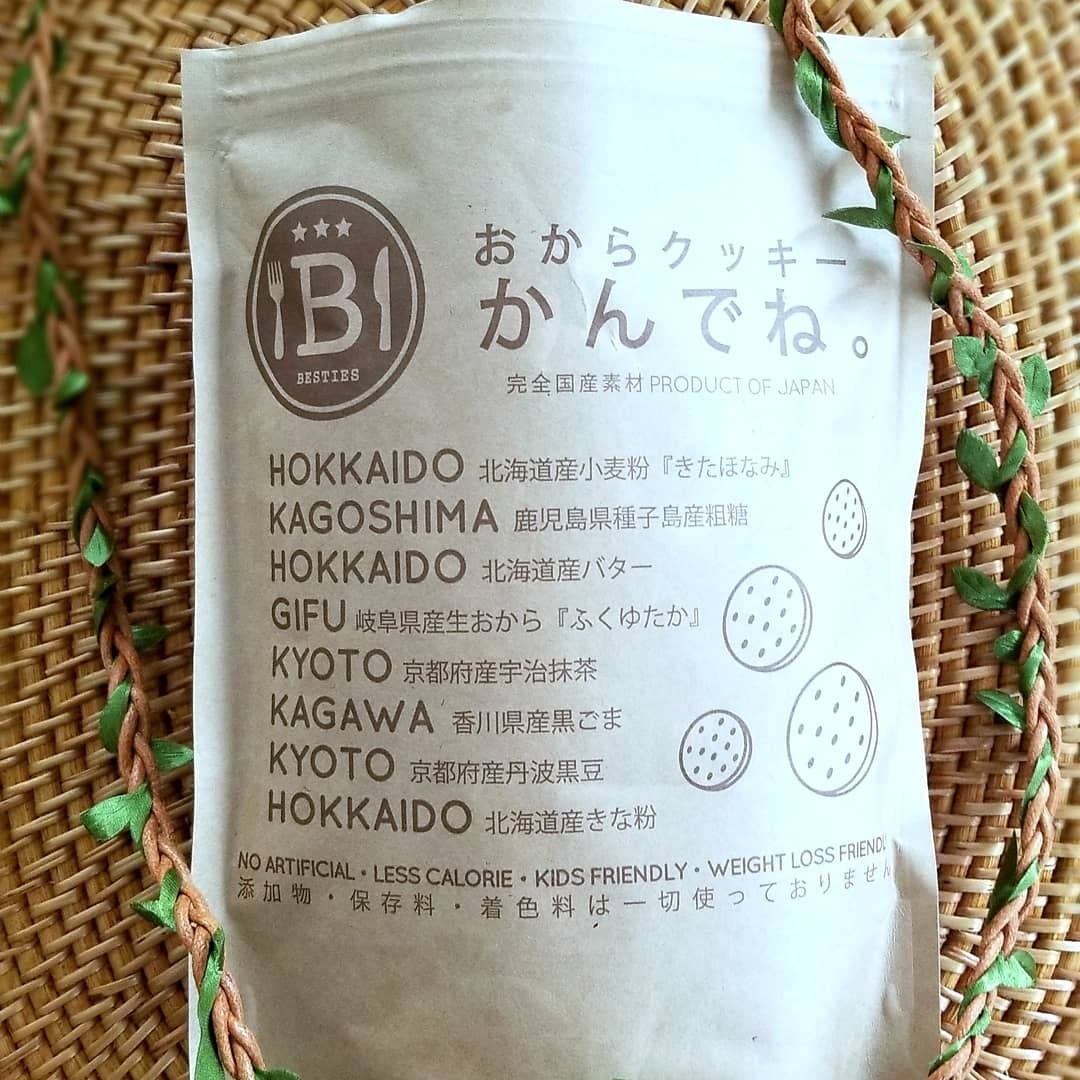 B
BESTIES
おからクッキー
かんでね。
完全国産素材 PRODUCT OF JAPAN
HOKKAIDO 北海道産小麦粉『きたほなみ』
KAGOSHIMA 鹿児島県種子島産粗糖
HOKKAIDO 北海道産バター
GIFU 岐阜県産生おから『ふくゆたか』
KYOTO 京都府産宇治抹茶
KAGAWA 香川県産黒ごま
KYOTO 京都府産丹波黒豆
HOKKAIDO 北海道産きな粉
NO ARTIFICIAL・LESS CALORIE・KIDS FRIENDLY・WEIGHT LOSS FRIENDL
添加物・保存料・着色料は一切使っておりません